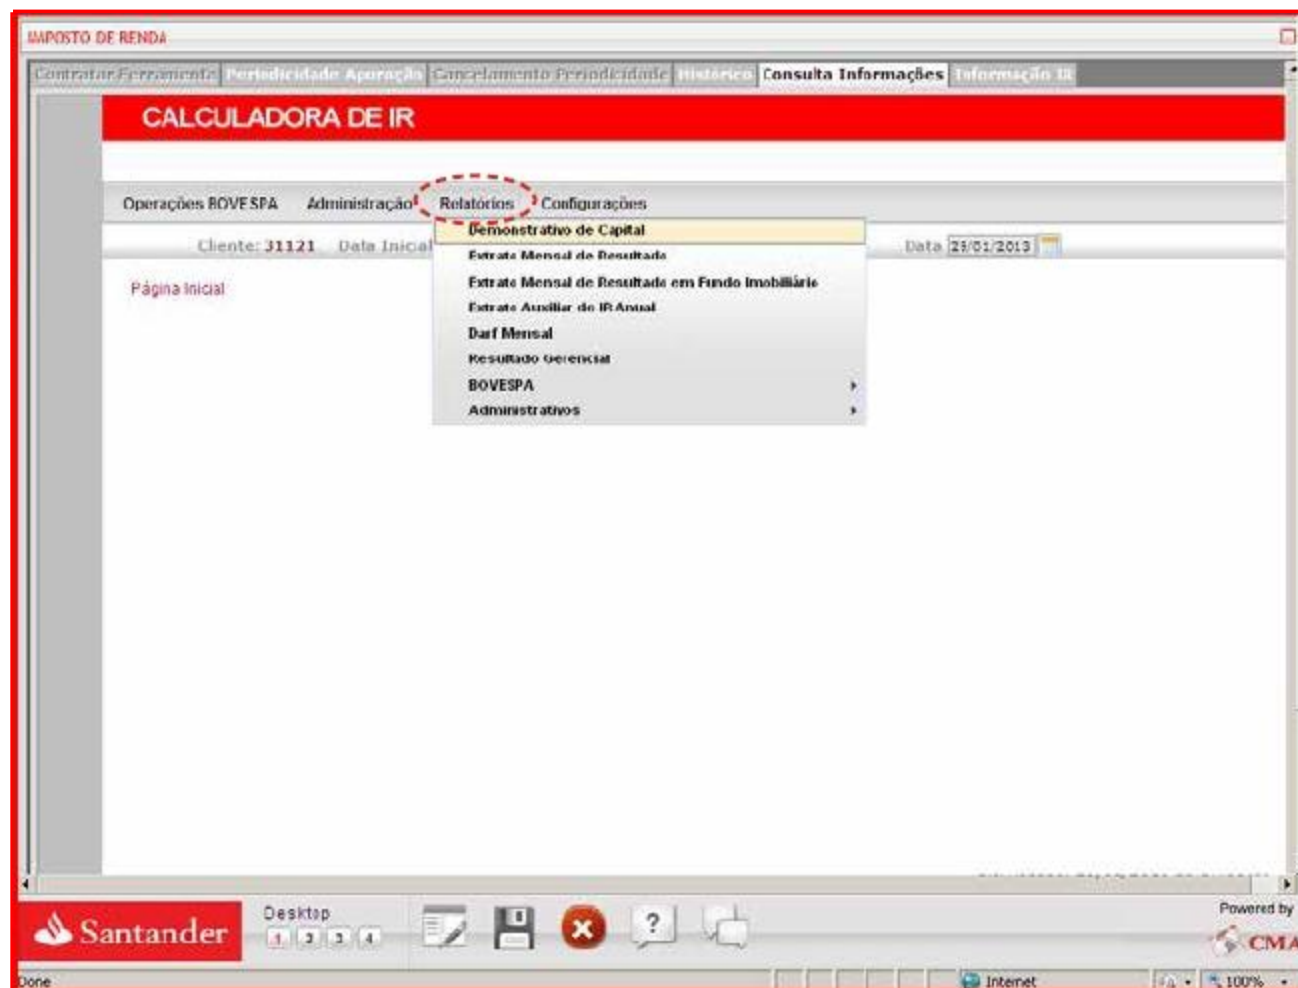 IMPOSTO DE RENDA
Contratar Ferramenta Periodicidade Apuração Cancelamento Periodicidade Histórico Consulta Informações Informação IR
CALCULADORA DE IR
Operações BOVESPA Administração Relatórios Configurações
Cliente: 31121 Data Inicial Data 29/01/2013
Demonstrativo de Capital
Extrato Mensal de Resultado
Página Inicial
Extrato Mensal de Resultado em Fundo Imobiliário
Extrato Auxiliar de IR Anual
Darf Mensal
Resultado Gerencial
BOVESPA
Administrativos
Santander
Desktop
1 2 3 4
?
Powered by
CMA
Done Internet 100%